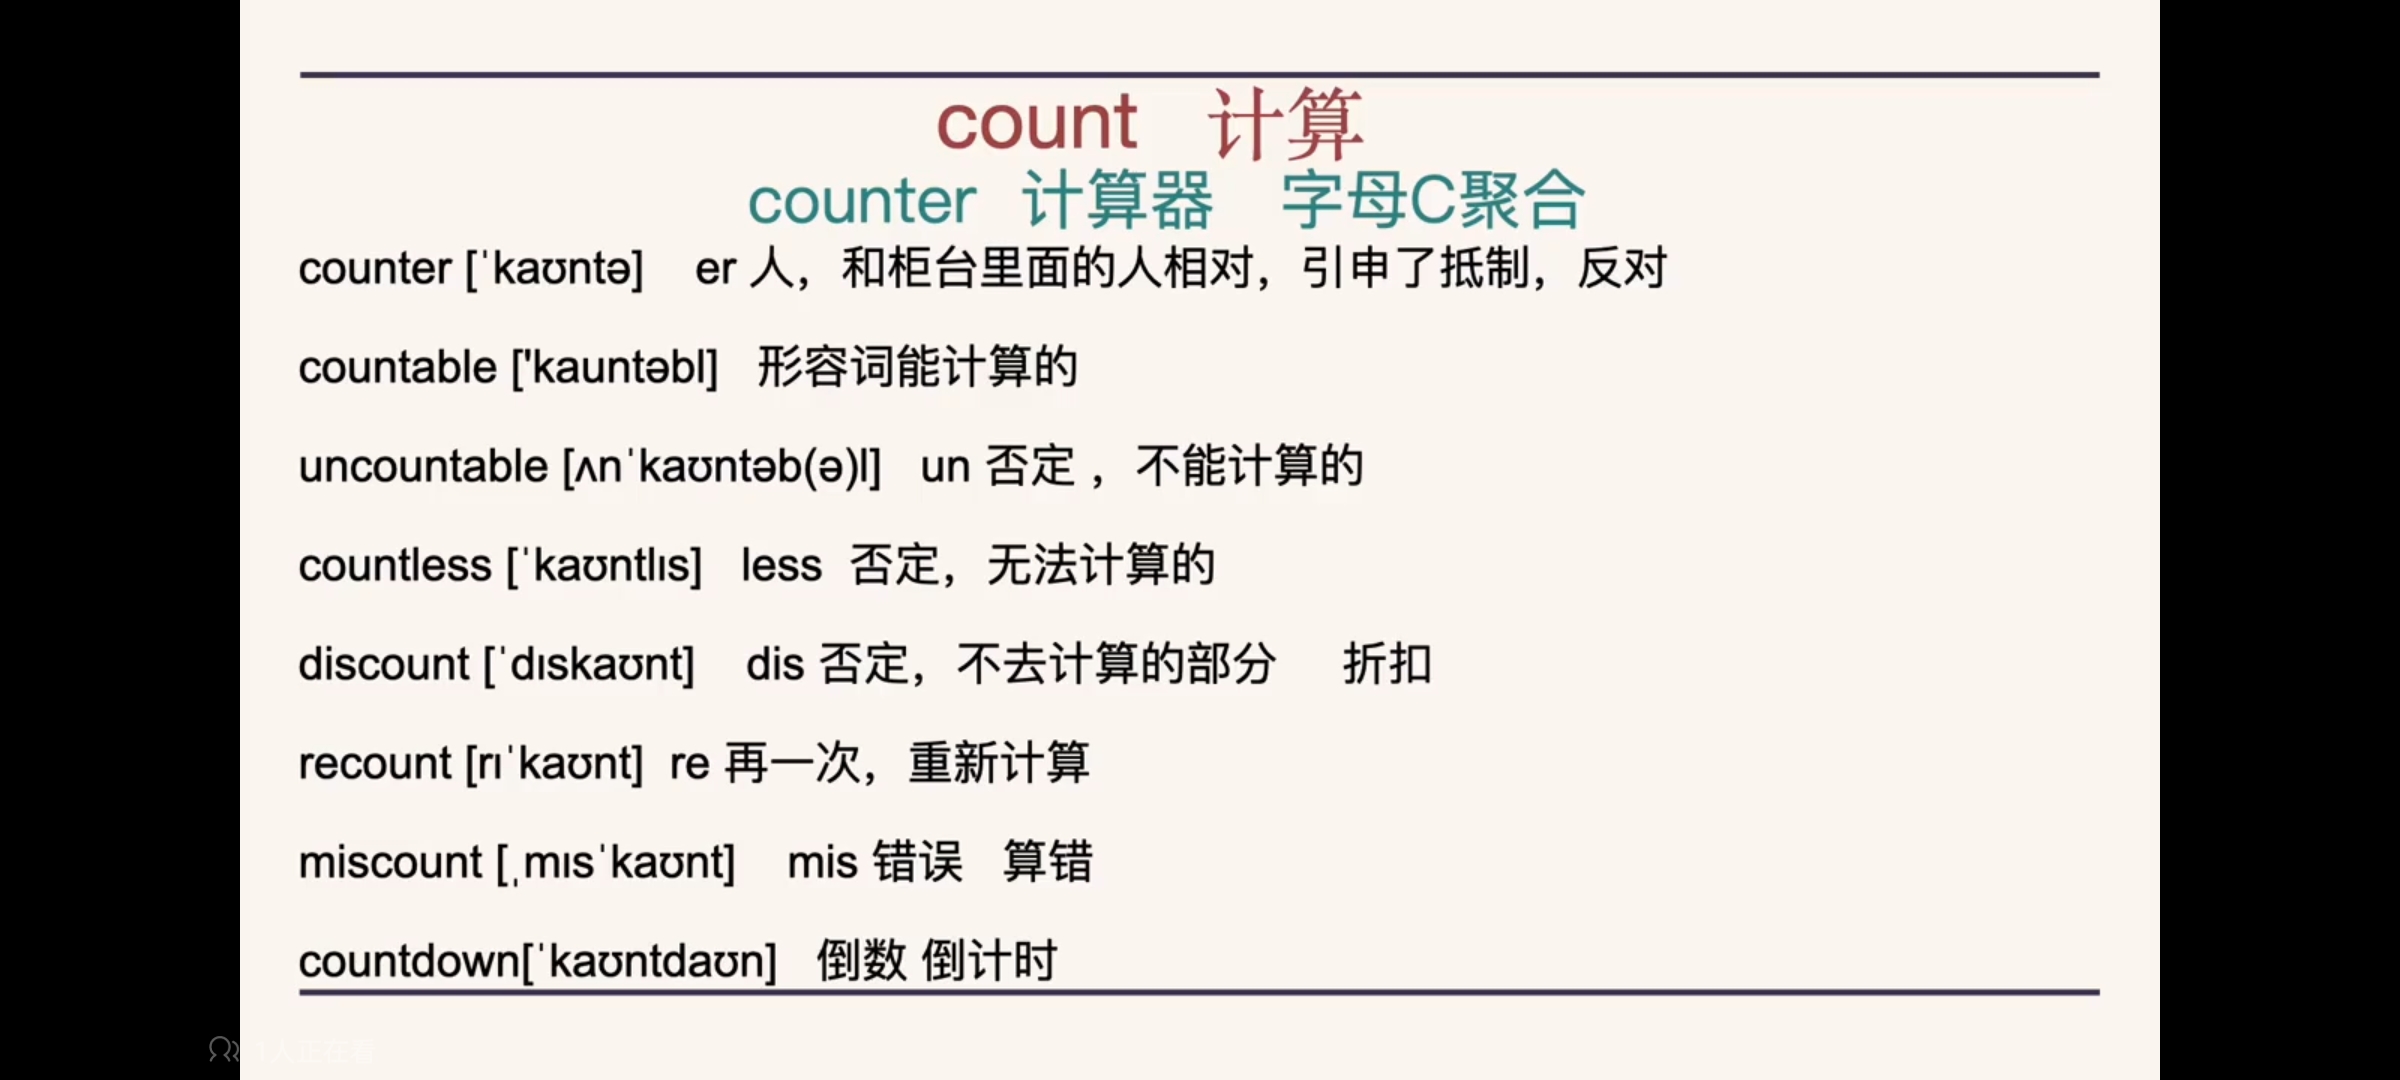 count 计算
counter 计算器 字母C聚合
counter [ˈkaʊntə] er 人，和柜台里面的人相对，引申了抵制，反对
countable ['kauntəbl] 形容词能计算的
uncountable [ʌnˈkaʊntəb(ə)l] un 否定 ，不能计算的
countless [ˈkaʊntlɪs] less 否定，无法计算的
discount [ˈdɪskaʊnt] dis 否定，不去计算的部分 折扣
recount [rɪˈkaʊnt] re 再一次，重新计算
miscount [ˌmɪsˈkaʊnt] mis 错误 算错
countdown[ˈkaʊntdaʊn] 倒数 倒计时
1人正在看